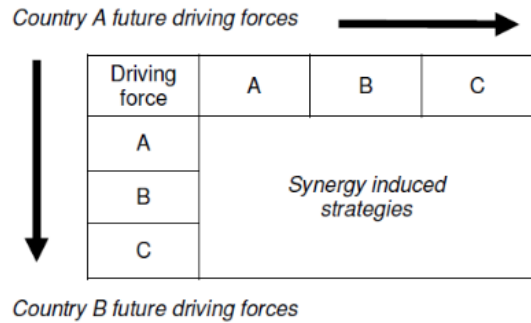 Country A future driving forces
Driving
force
A
B
C
A
B
C
Synergy induced
strategies
Country B future driving forces